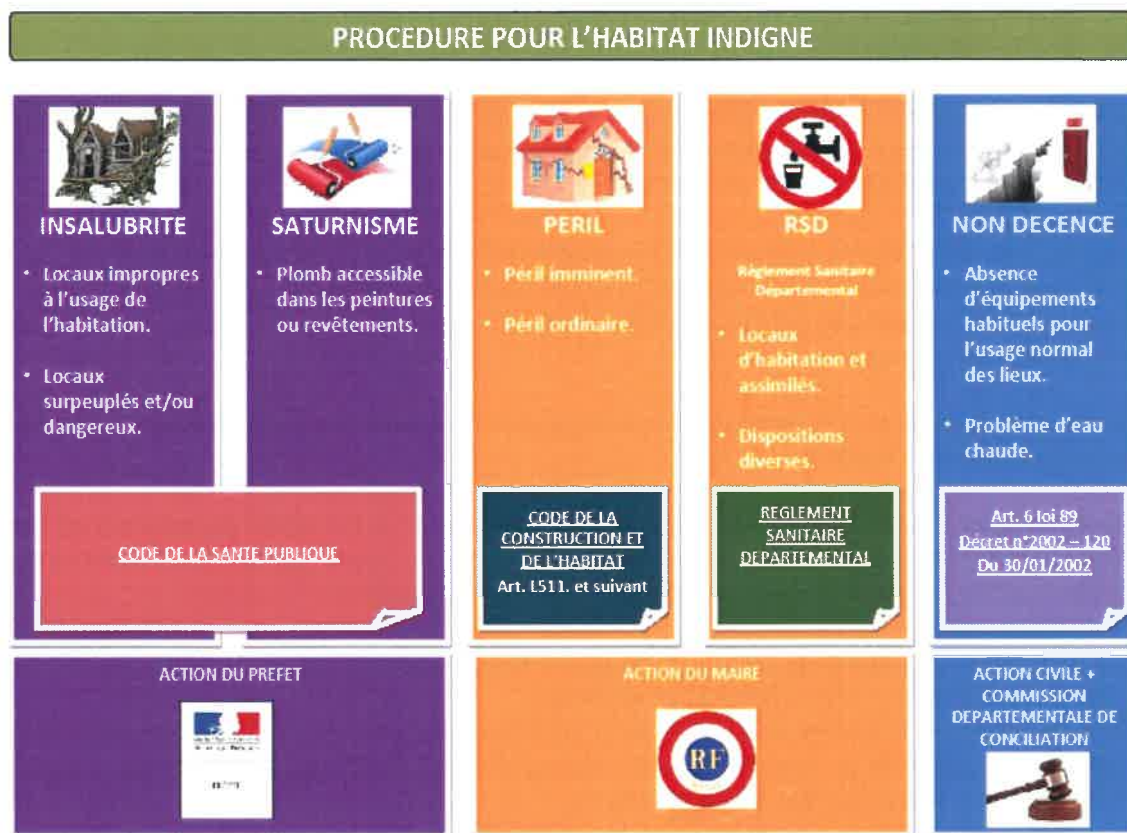 PROCEDURE POUR L'HABITAT INDIGNE
INSALUBRITE
• Locaux impropres
à l'usage de
l'habitation.
• Locaux
surpeuplés et/ou
dangereux.
SATURNISME
• Plomb accessible
dans les peintures
ou revêtements.
CODE DE LA SANTE PUBLIQUE
PERIL
• Péril imminent.
• Péril ordinaire.
CODE DE LA
CONSTRUCTION ET
DE L'HABITAT
Art. L511. et suivant
RSD
Règlement Sanitaire
Départemental
• Locaux
d'habitation et
assimilés.
• Dispositions
diverses.
REGLEMENT
SANITAIRE
DEPARTEMENTAL
NON DECENCE
• Absence
d'équipements
habituels pour
l'usage normal
des lieux.
• Problème d'eau
chaude.
Art. 6 loi 89
Décret n°2002 – 120
Du 30/01/2002
ACTION DU PREFET
ACTION DU MAIRE
RF
ACTION CIVILE +
COMMISSION
DEPARTEMENTALE DE
CONCILIATION